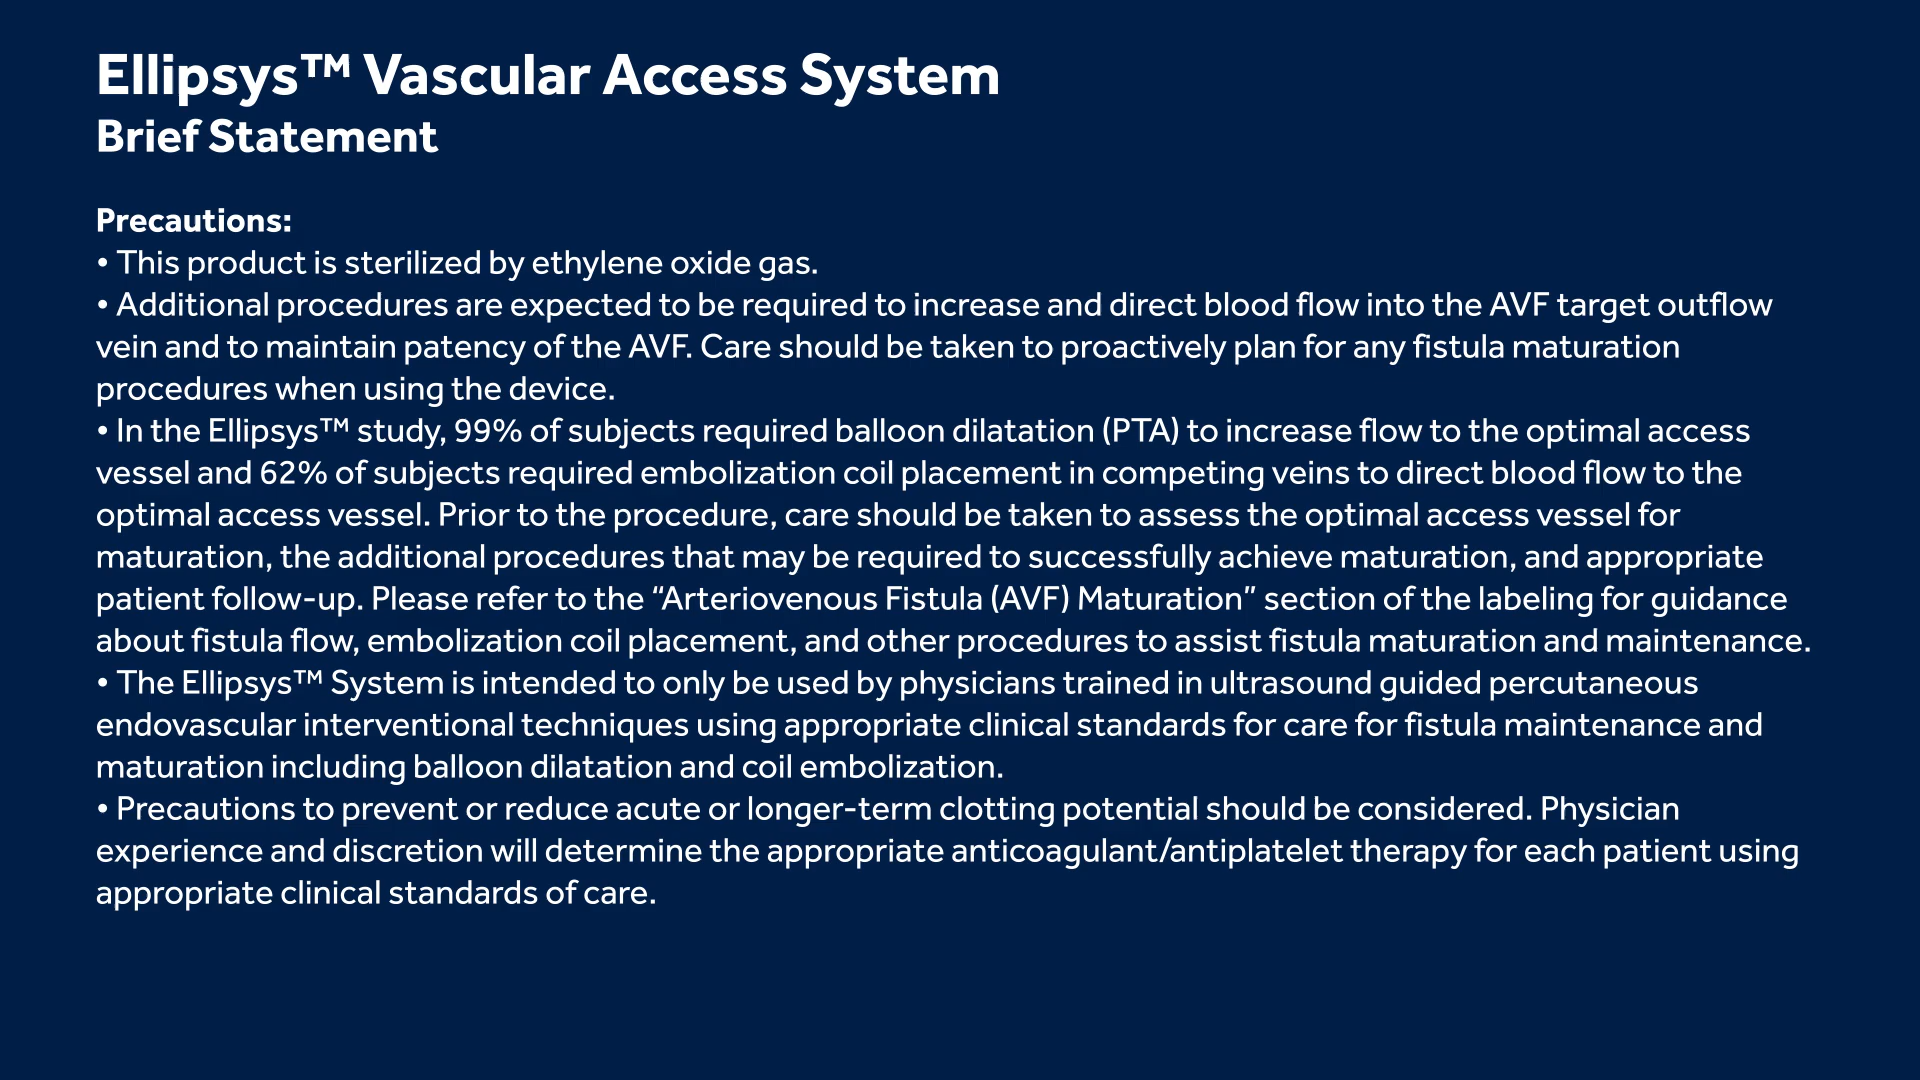 Ellipsys™ Vascular Access System
Brief Statement
Precautions:
• This product is sterilized by ethylene oxide gas.
• Additional procedures are expected to be required to increase and direct blood flow into the AVF target outflow
vein and to maintain patency of the AVF. Care should be taken to proactively plan for any fistula maturation
procedures when using the device.
• In the Ellipsys™ study, 99% of subjects required balloon dilatation (PTA) to increase flow to the optimal access
vessel and 62% of subjects required embolization coil placement in competing veins to direct blood flow to the
optimal access vessel. Prior to the procedure, care should be taken to assess the optimal access vessel for
maturation, the additional procedures that may be required to successfully achieve maturation, and appropriate
patient follow-up. Please refer to the “Arteriovenous Fistula (AVF) Maturation” section of the labeling for guidance
about fistula flow, embolization coil placement, and other procedures to assist fistula maturation and maintenance.
• The Ellipsys™ System is intended to only be used by physicians trained in ultrasound guided percutaneous
endovascular interventional techniques using appropriate clinical standards for care for fistula maintenance and
maturation including balloon dilatation and coil embolization.
• Precautions to prevent or reduce acute or longer-term clotting potential should be considered. Physician
experience and discretion will determine the appropriate anticoagulant/antiplatelet therapy for each patient using
appropriate clinical standards of care.